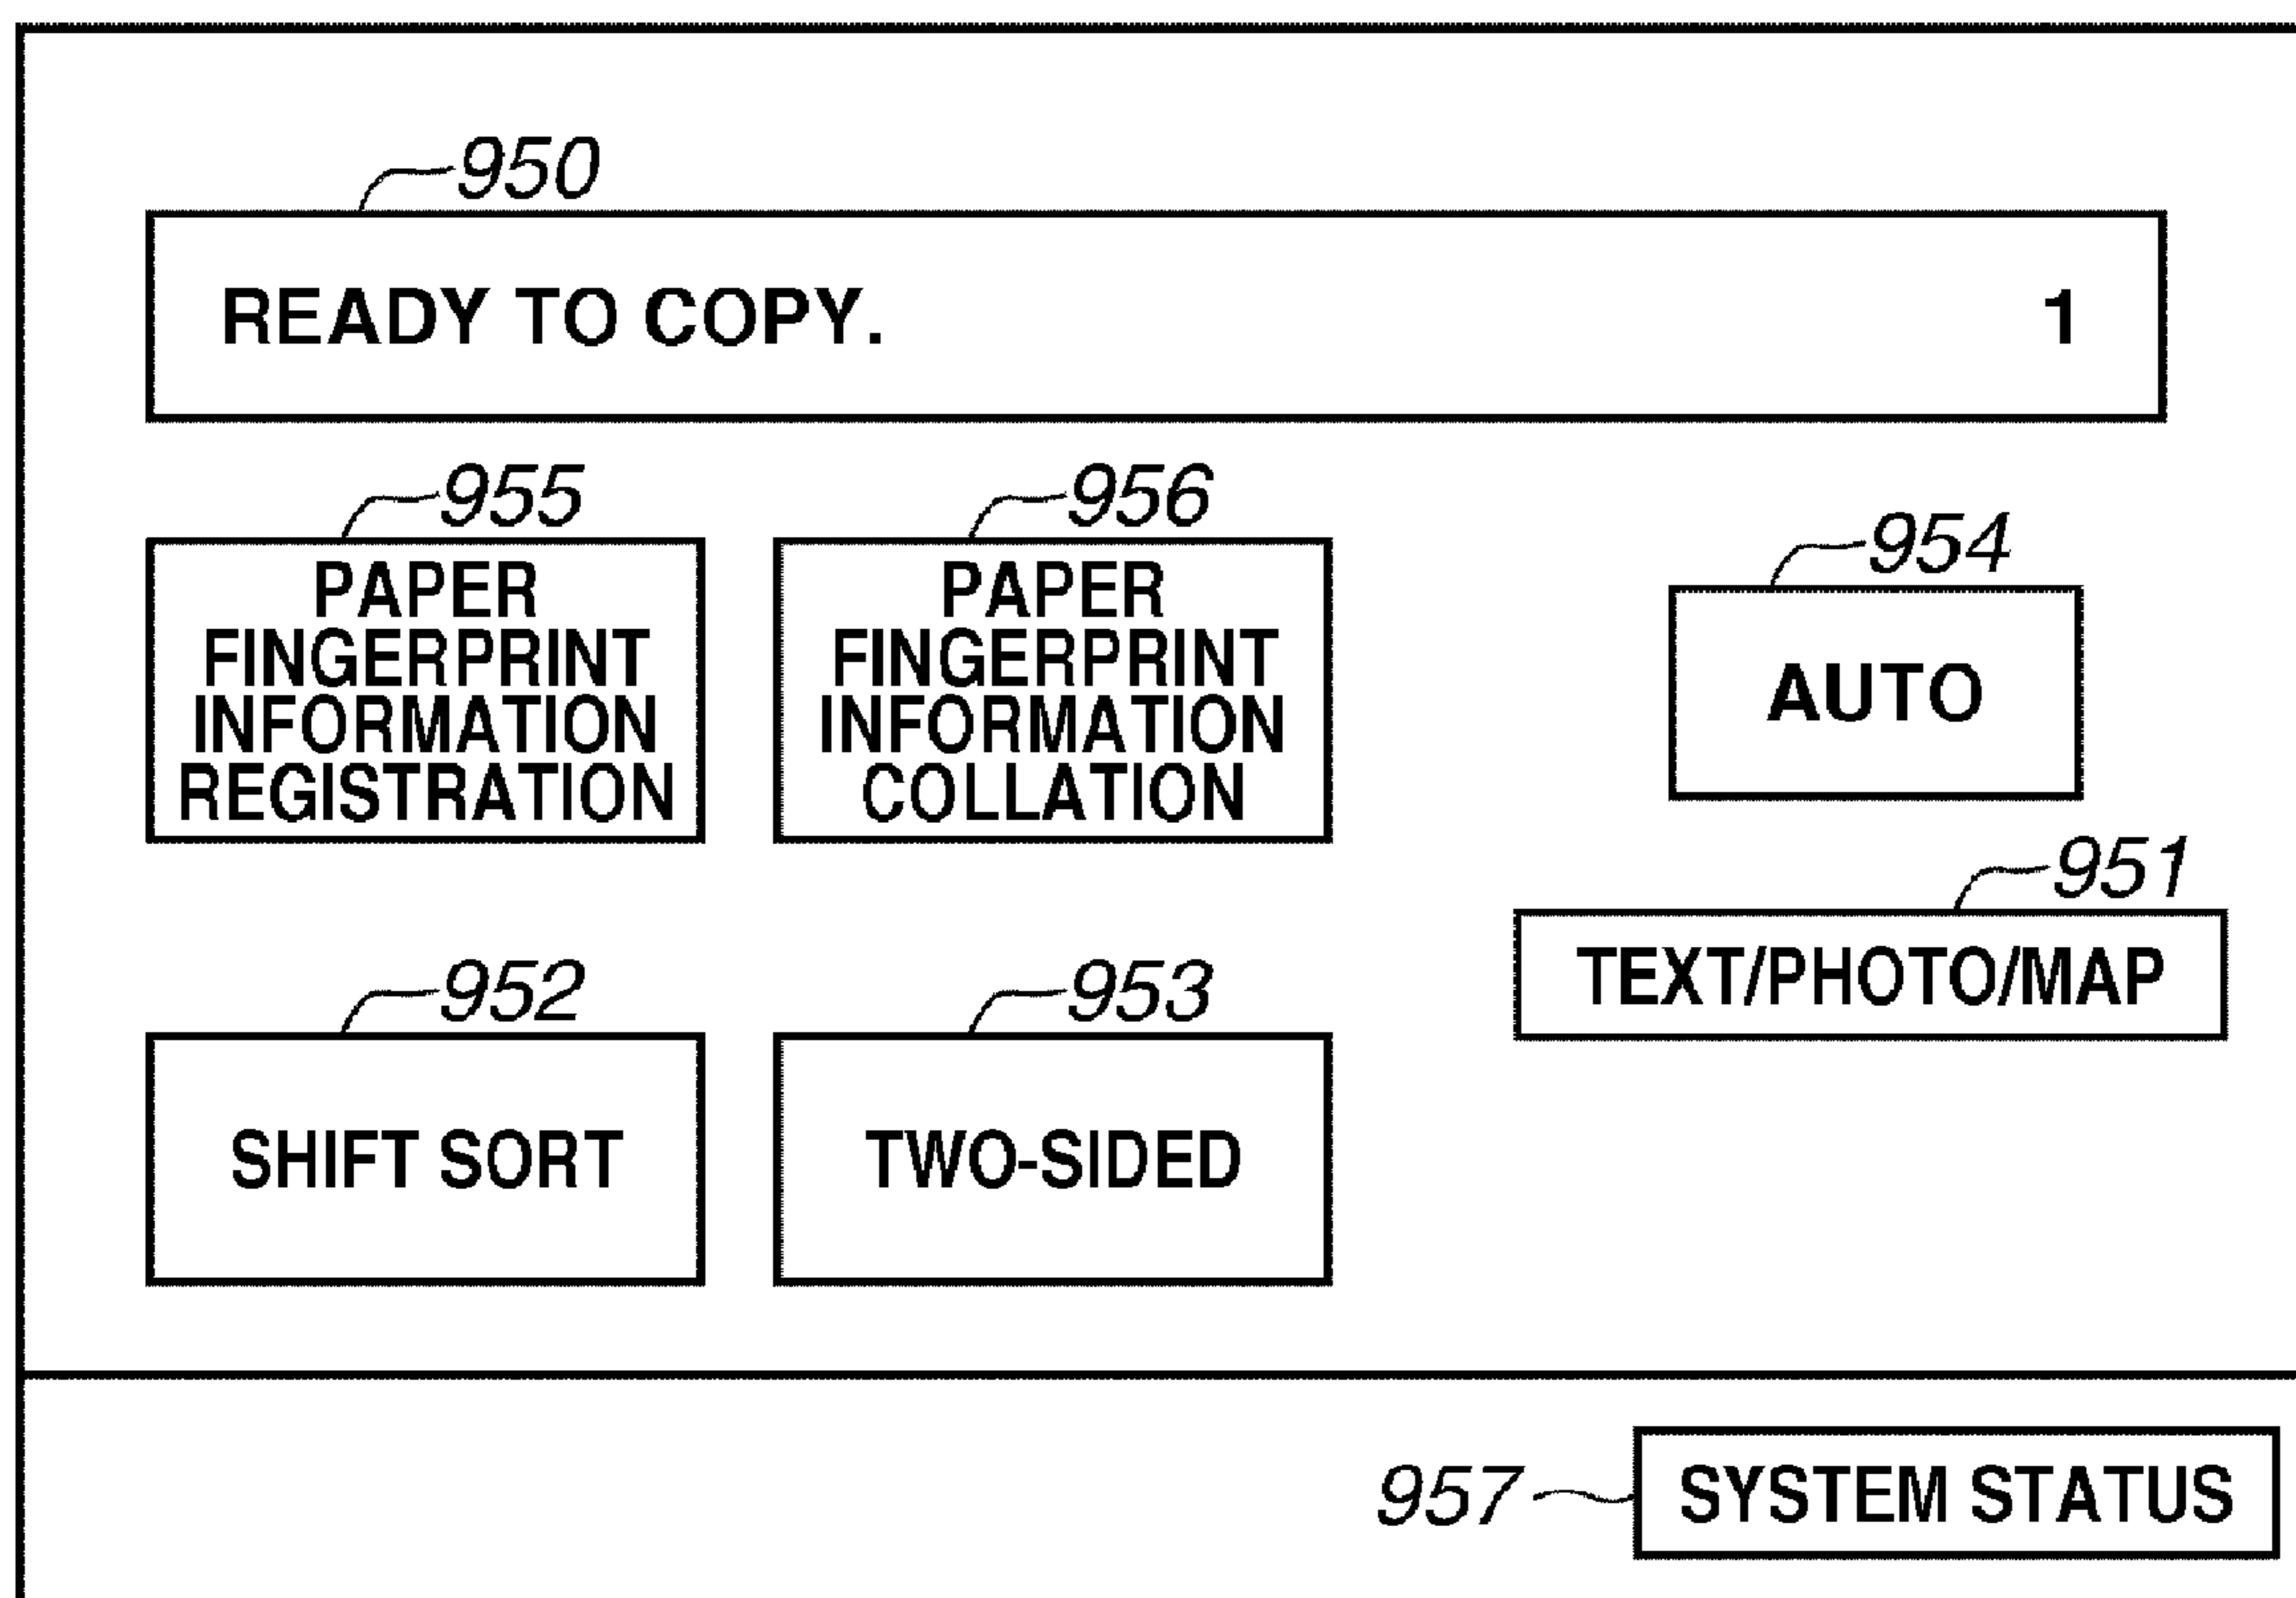 950
READY TO COPY. 1
955
PAPER
FINGERPRINT
INFORMATION
REGISTRATION
956
PAPER
FINGERPRINT
INFORMATION
COLLATION
954
AUTO
951
TEXT/PHOTO/MAP
952
SHIFT SORT
953
TWO-SIDED
957 SYSTEM STATUS